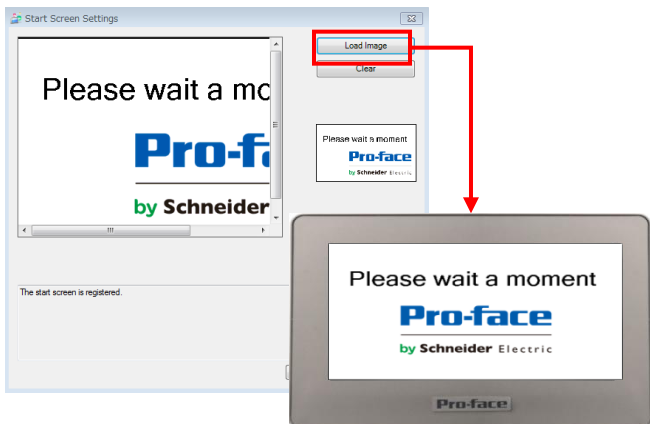 Start Screen Settings
Load Image
Clear
Please wait a mo
Pro-fa
by Schneider
Please wait a moment
Pro-face
by Schneider Electric
The start screen is registered.
Please wait a moment
Pro-face
by Schneider Electric
Pro-face